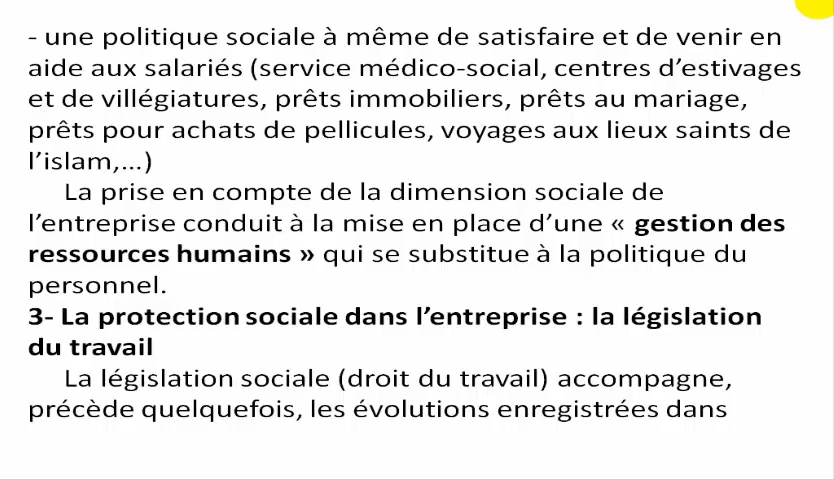 - une politique sociale à même de satisfaire et de venir en
aide aux salariés (service médico-social, centres d’estivages
et de villégiatures, prêts immobiliers, prêts au mariage,
prêts pour achats de pellicules, voyages aux lieux saints de
l’islam,...)
La prise en compte de la dimension sociale de
l’entreprise conduit à la mise en place d’une « gestion des
ressources humains » qui se substitue à la politique du
personnel.
3- La protection sociale dans l’entreprise : la législation
du travail
La législation sociale (droit du travail) accompagne,
précède quelquefois, les évolutions enregistrées dans